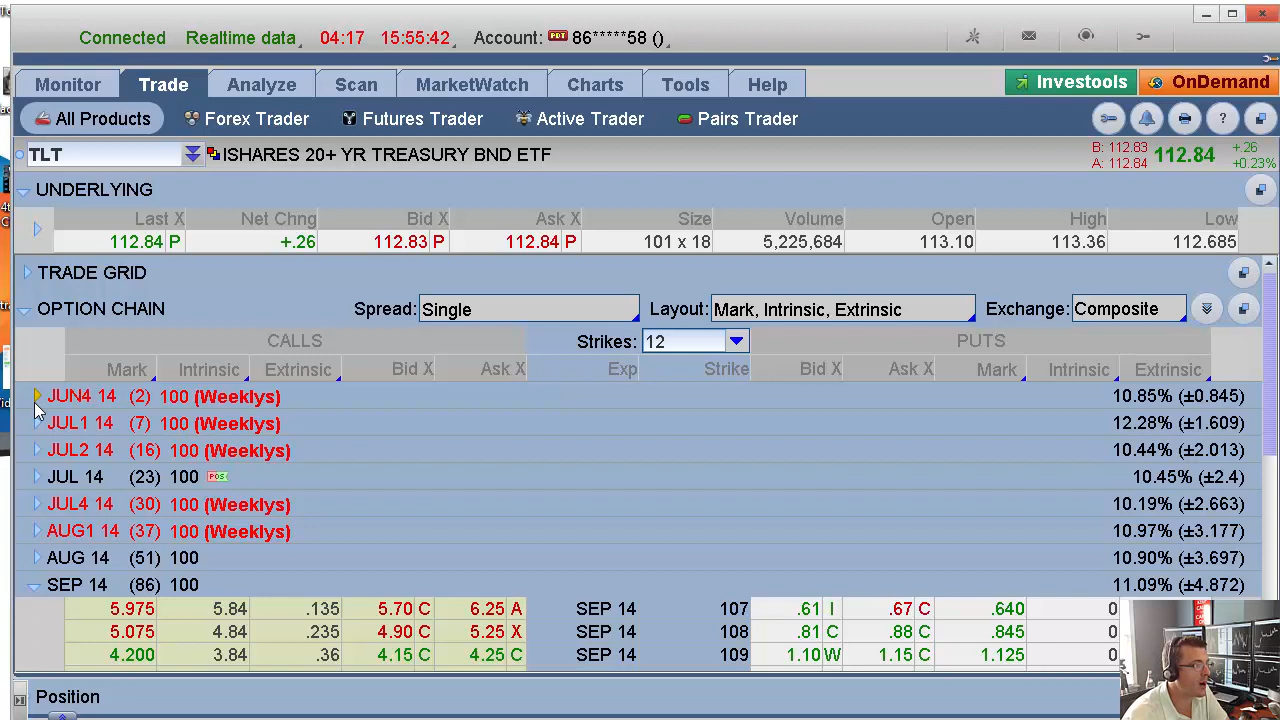 Connected Realtime data 04:17 15:55:42 Account: PDT 86*****58 ()
Monitor Trade Analyze Scan MarketWatch Charts Tools Help Investools OnDemand
All Products Forex Trader Futures Trader Active Trader Pairs Trader
TLT ISHARES 20+ YR TREASURY BND ETF B: 112.83 A: 112.84 112.84 +.26 +0.23%
UNDERLYING
Last X Net Chng Bid X Ask X Size Volume Open High Low
112.84 P +.26 112.83 P 112.84 P 101 x 18 5,225,684 113.10 113.36 112.685
TRADE GRID
OPTION CHAIN Spread: Single Layout: Mark, Intrinsic, Extrinsic Exchange: Composite
CALLS Strikes: 12 PUTS
Mark Intrinsic Extrinsic Bid X Ask X Exp Strike Bid X Ask X Mark Intrinsic Extrinsic
JUN4 14 (2) 100 (Weeklys) 10.85% (±0.845)
JUL1 14 (7) 100 (Weeklys) 12.28% (±1.609)
JUL2 14 (16) 100 (Weeklys) 10.44% (±2.013)
JUL 14 (23) 100 POS 10.45% (±2.4)
JUL4 14 (30) 100 (Weeklys) 10.19% (±2.663)
AUG1 14 (37) 100 (Weeklys) 10.97% (±3.177)
AUG 14 (51) 100 10.90% (±3.697)
SEP 14 (86) 100 11.09% (±4.872)
5.975 5.84 .135 5.70 C 6.25 A SEP 14 107 .61 I .67 C .640 0
5.075 4.84 .235 4.90 C 5.25 X SEP 14 108 .81 C .88 C .845 0
4.200 3.84 .36 4.15 C 4.25 C SEP 14 109 1.10 W 1.15 C 1.125 0
Position